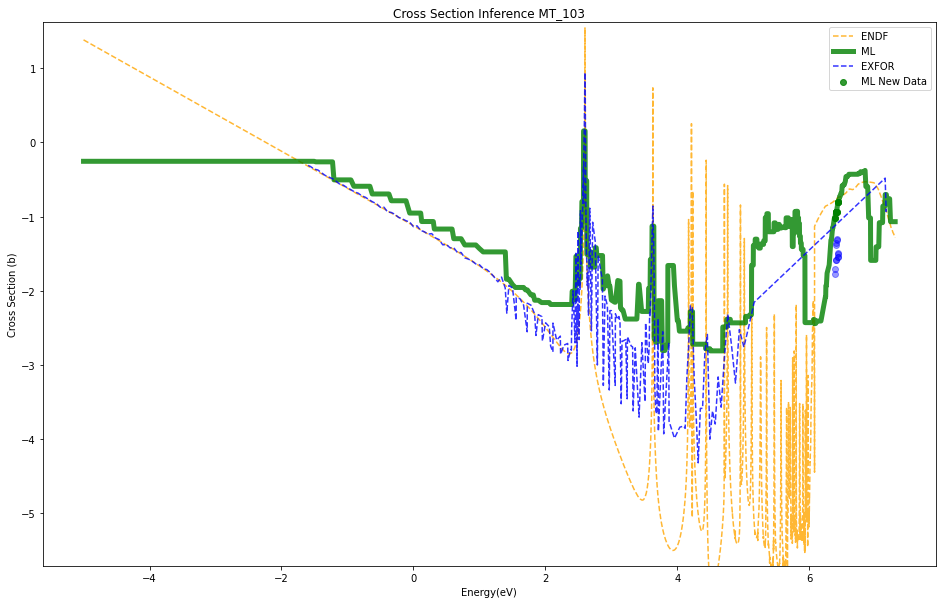 Cross Section Inference MT_103
ENDF
ML
EXFOR
ML New Data
Cross Section (b)
1
0
−1
−2
−3
−4
−5
−4
−2
0
2
4
6
Energy(eV)